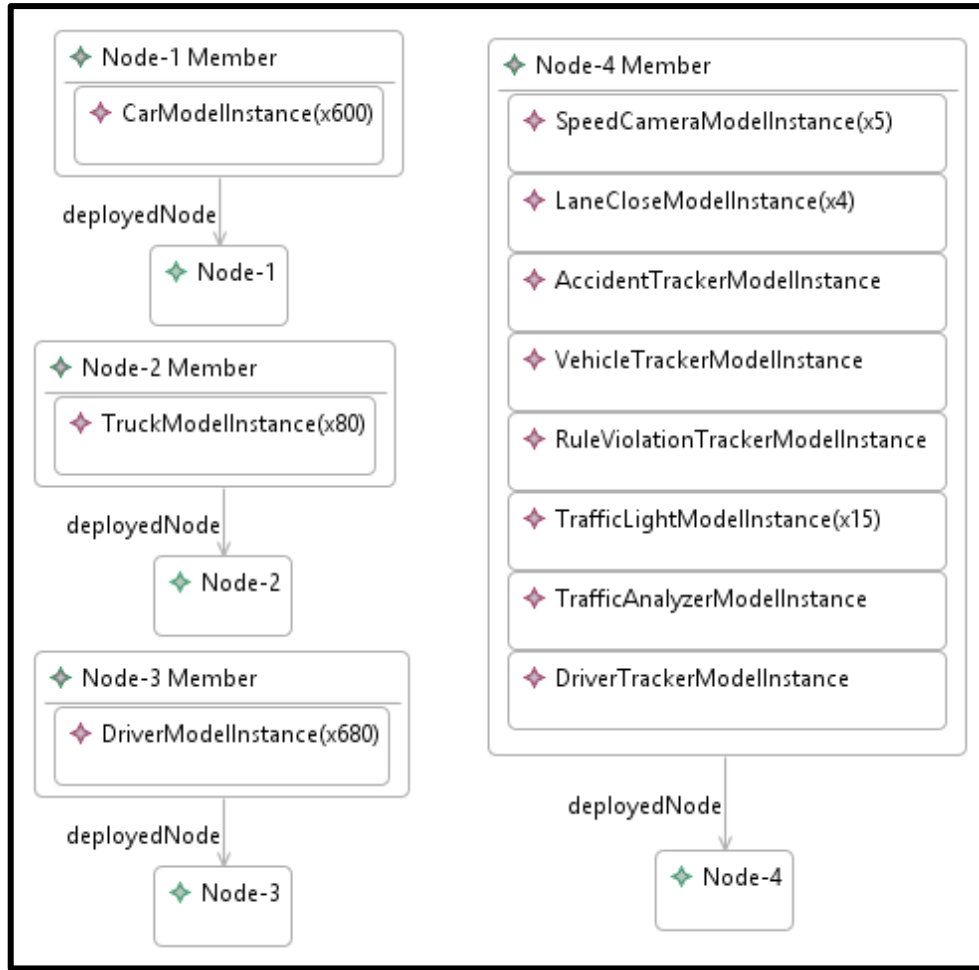 Node-1 Member
CarModelInstance(x600)
deployedNode
Node-1
Node-2 Member
TruckModelInstance(x80)
deployedNode
Node-2
Node-3 Member
DriverModelInstance(x680)
deployedNode
Node-3
Node-4 Member
SpeedCameraModelInstance(x5)
LaneCloseModelInstance(x4)
AccidentTrackerModelInstance
VehicleTrackerModelInstance
RuleViolationTrackerModelInstance
TrafficLightModelInstance(x15)
TrafficAnalyzerModelInstance
DriverTrackerModelInstance
deployedNode
Node-4